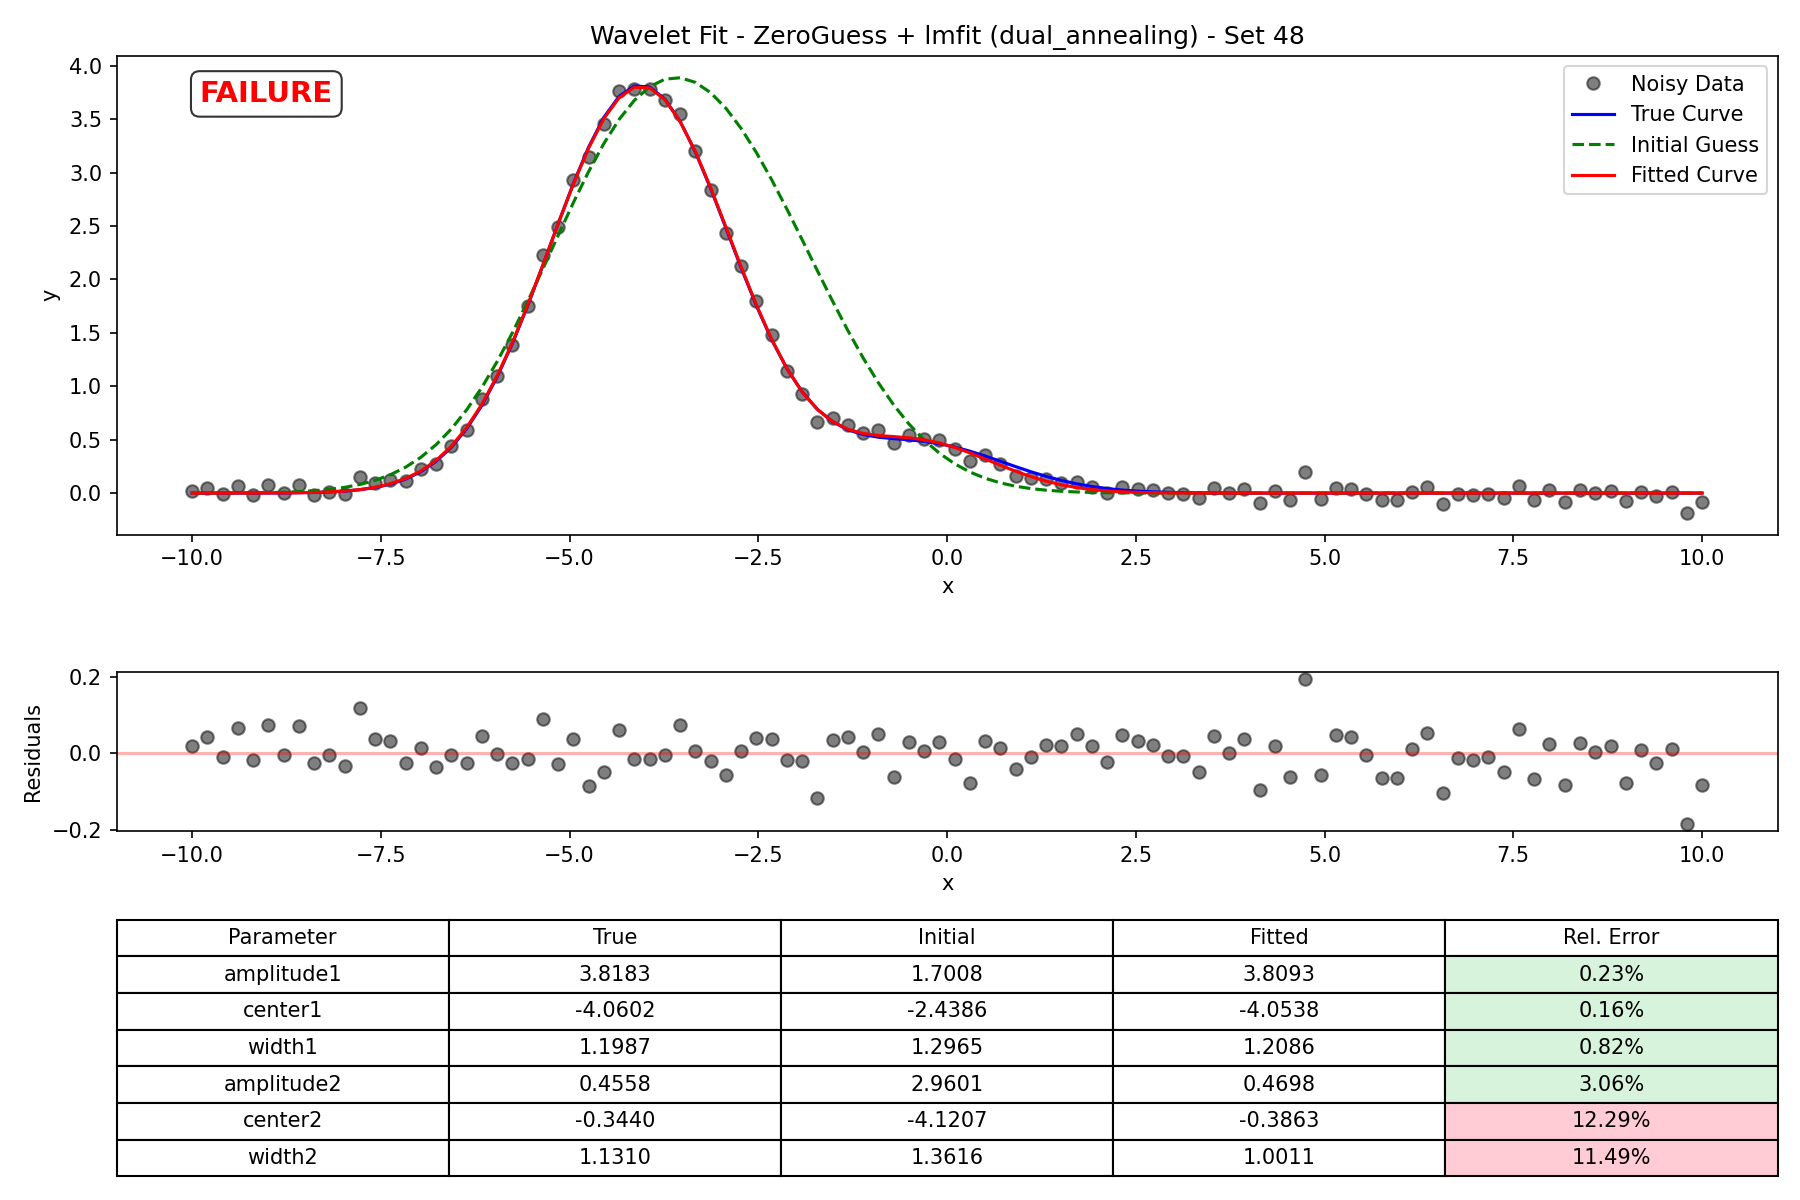 Wavelet Fit - ZeroGuess + lmfit (dual_annealing) - Set 48
FAILURE
Noisy Data
True Curve
Initial Guess
Fitted Curve
y
4.0
3.5
3.0
2.5
2.0
1.5
1.0
0.5
0.0
−10.0 −7.5 −5.0 −2.5 0.0 2.5 5.0 7.5 10.0
x
Residuals
0.2
0.0
−0.2
−10.0 −7.5 −5.0 −2.5 0.0 2.5 5.0 7.5 10.0
x
Parameter True Initial Fitted Rel. Error
amplitude1 3.8183 1.7008 3.8093 0.23%
center1 -4.0602 -2.4386 -4.0538 0.16%
width1 1.1987 1.2965 1.2086 0.82%
amplitude2 0.4558 2.9601 0.4698 3.06%
center2 -0.3440 -4.1207 -0.3863 12.29%
width2 1.1310 1.3616 1.0011 11.49%